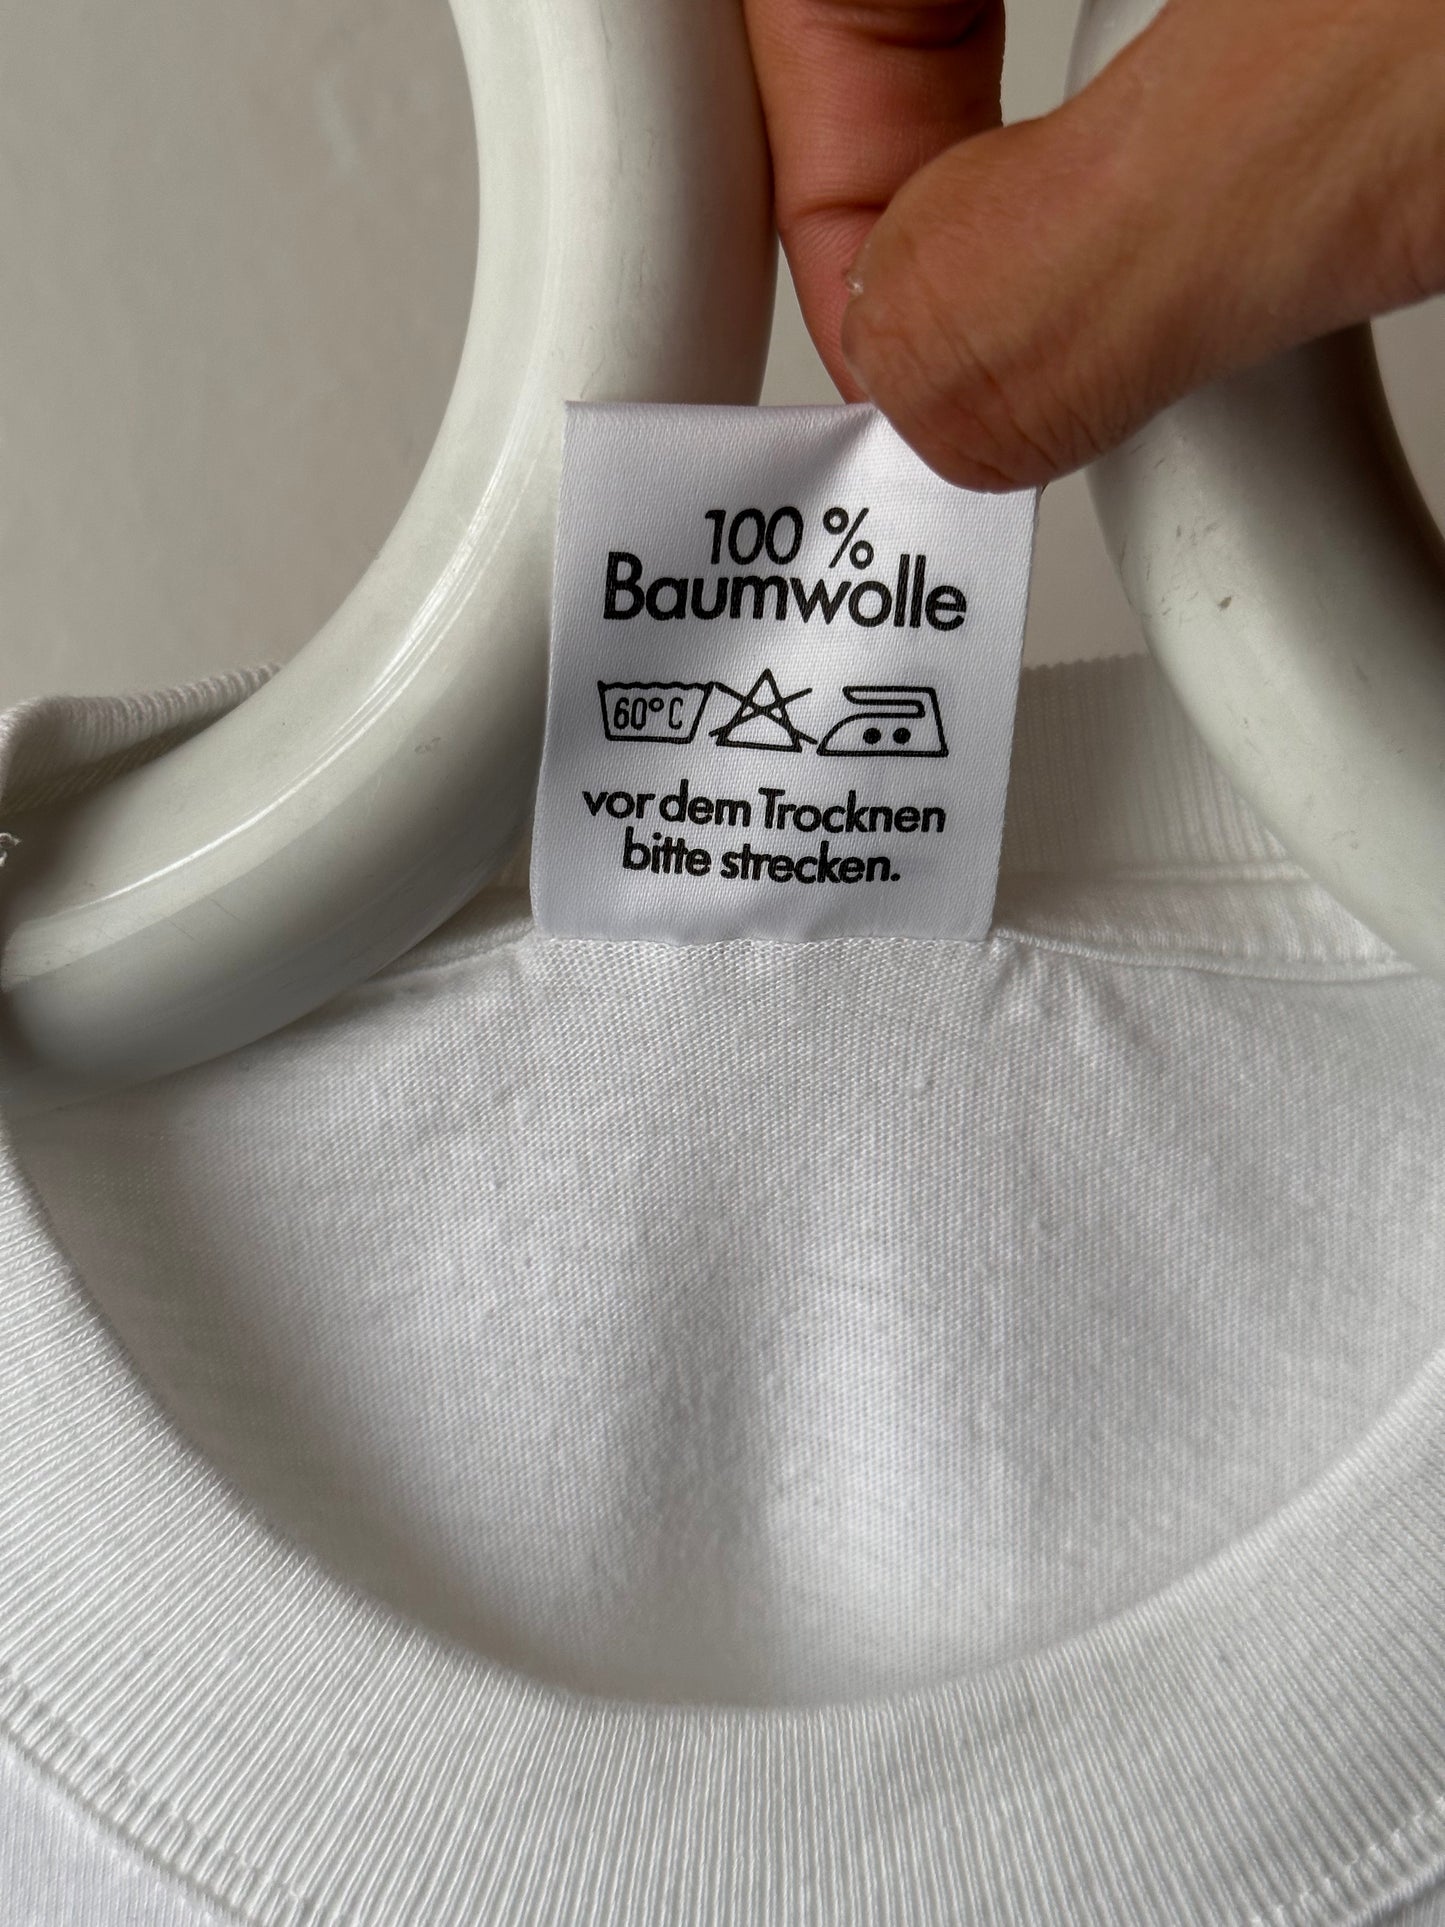 100 %
Baumwolle
60°C
vor dem Trocknen
bitte strecken.